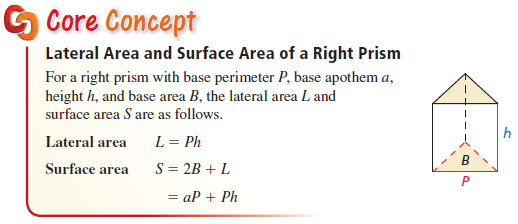 Core Concept
Lateral Area and Surface Area of a Right Prism
For a right prism with base perimeter P, base apothem a,
height h, and base area B, the lateral area L and
surface area S are as follows.
Lateral area L = Ph
Surface area S = 2B + L
= aP + Ph
h
B
P